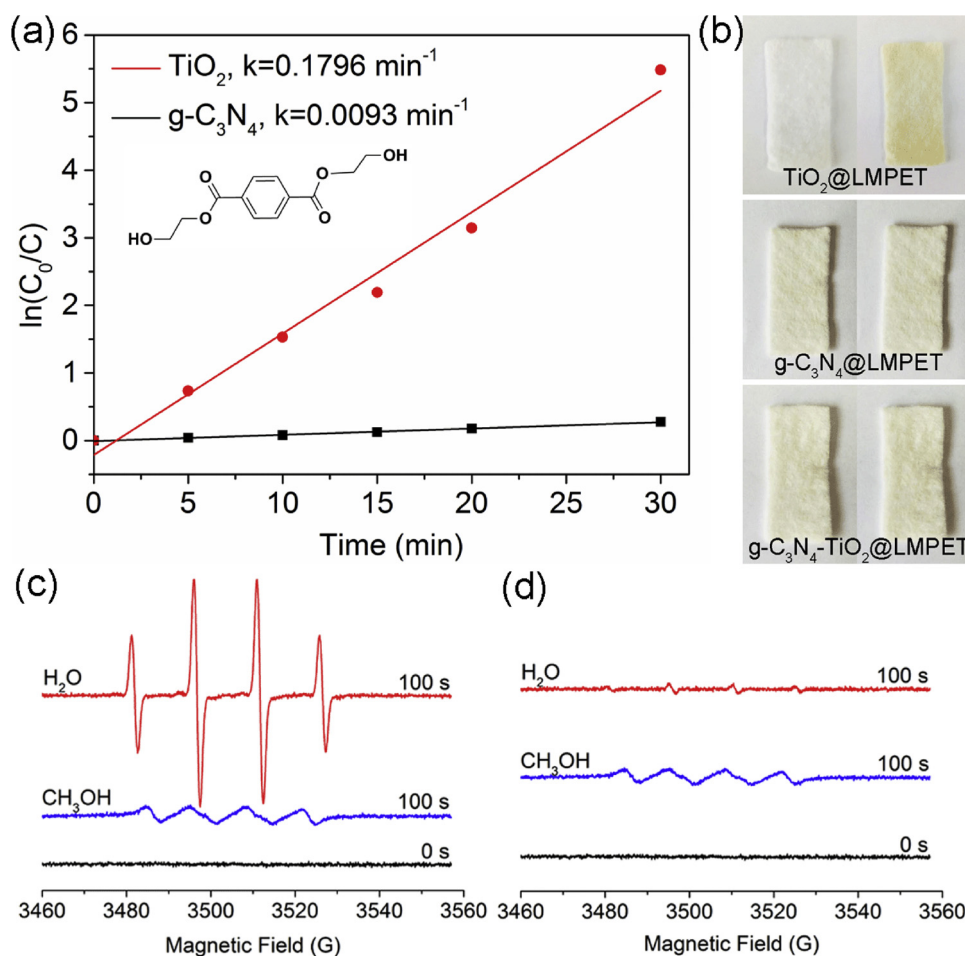 (a)
6
5
4
3
2
1
0
ln(C₀/C)
TiO₂, k=0.1796 min⁻¹
g-C₃N₄, k=0.0093 min⁻¹
OH
O
O
O
O
HO
0 5 10 15 20 25 30
Time (min)
(b)
TiO₂@LMPET
g-C₃N₄@LMPET
g-C₃N₄-TiO₂@LMPET
(c)
H₂O 100 s
CH₃OH 100 s
0 s
3460 3480 3500 3520 3540 3560
Magnetic Field (G)
(d)
H₂O 100 s
CH₃OH 100 s
0 s
3460 3480 3500 3520 3540 3560
Magnetic Field (G)